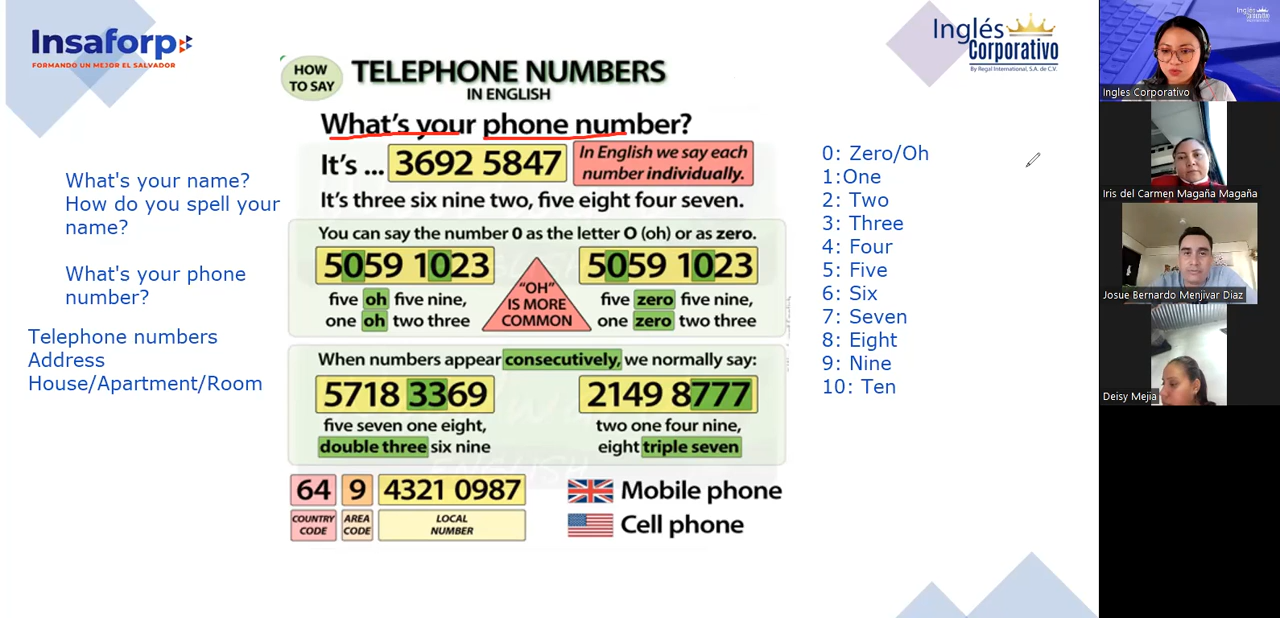 Insaforp
FORMANDO UN MEJOR EL SALVADOR
Inglés
Corporativo
By Regal International, S.A. de C.V.
HOW
TO SAY
TELEPHONE NUMBERS
IN ENGLISH
What's your phone number?
It's ... 3692 5847
In English we say each
number individually.
It's three six nine two, five eight four seven.
You can say the number 0 as the letter O (oh) or as zero.
5059 1023
five oh five nine,
one oh two three
"OH"
IS MORE
COMMON
5059 1023
five zero five nine,
one zero two three
When numbers appear consecutively, we normally say:
5718 3369
five seven one eight,
double three six nine
2149 8777
two one four nine,
eight triple seven
64 9 4321 0987
COUNTRY
CODE
AREA
CODE
LOCAL
NUMBER
Mobile phone
Cell phone
What's your name?
How do you spell your
name?
What's your phone
number?
Telephone numbers
Address
House/Apartment/Room
0: Zero/Oh
1:One
2: Two
3: Three
4: Four
5: Five
6: Six
7: Seven
8: Eight
9: Nine
10: Ten
Inglés
Ingles Corporativo
Iris del Carmen Magaña Magaña
Josue Bernardo Menjivar Diaz
Deisy Mejia